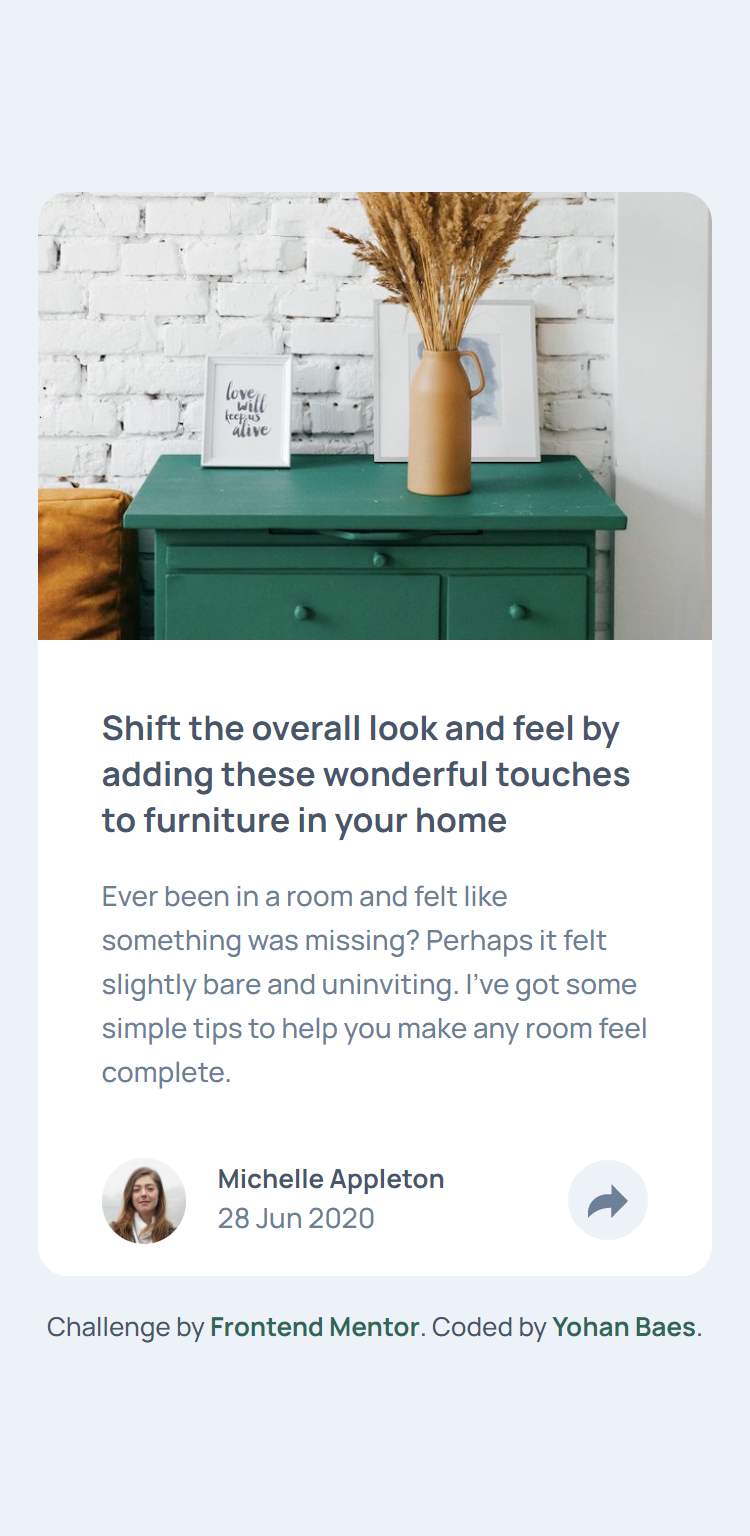 love
will
keep us
alive
Shift the overall look and feel by
adding these wonderful touches
to furniture in your home
Ever been in a room and felt like
something was missing? Perhaps it felt
slightly bare and uninviting. I’ve got some
simple tips to help you make any room feel
complete.
Michelle Appleton
28 Jun 2020
Challenge by Frontend Mentor. Coded by Yohan Baes.